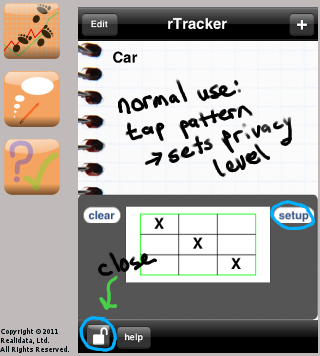 Edit rTracker +
Car
normal use:
tap pattern
→ sets privacy
level
clear setup
X
X
X
close
help
Copyright © 2011
Realidata, Ltd.
All Rights Reserved.